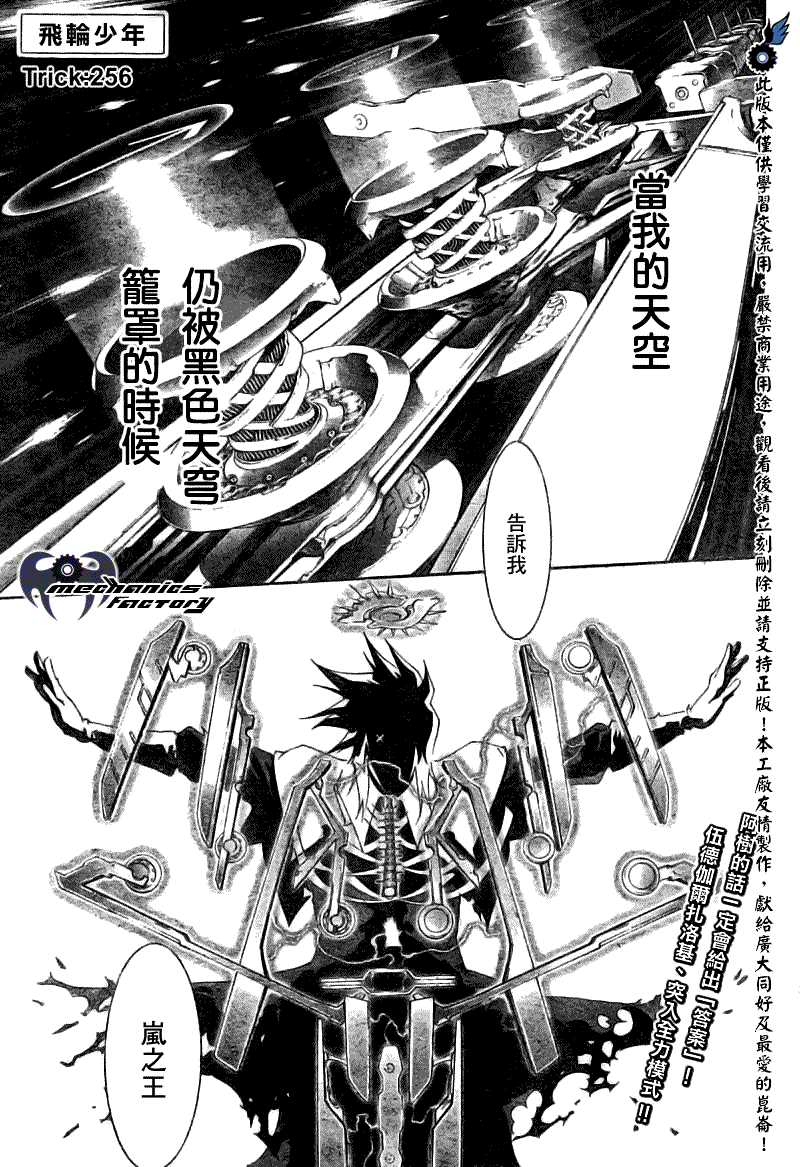 飛輪少年
Trick:256
此版本僅供學習交流用，嚴禁商業用途，觀看後請立刻刪除並請支持正版！本工廠友情製作，獻給廣大同好及最愛的崑崙！
當我的天空
仍被黑色天穹
籠罩的時候
告訴我
mechanics
Factory
阿樹的話一定會給出「答案」！
伍德伽爾扎洛基、突入全力模式!!
嵐之王